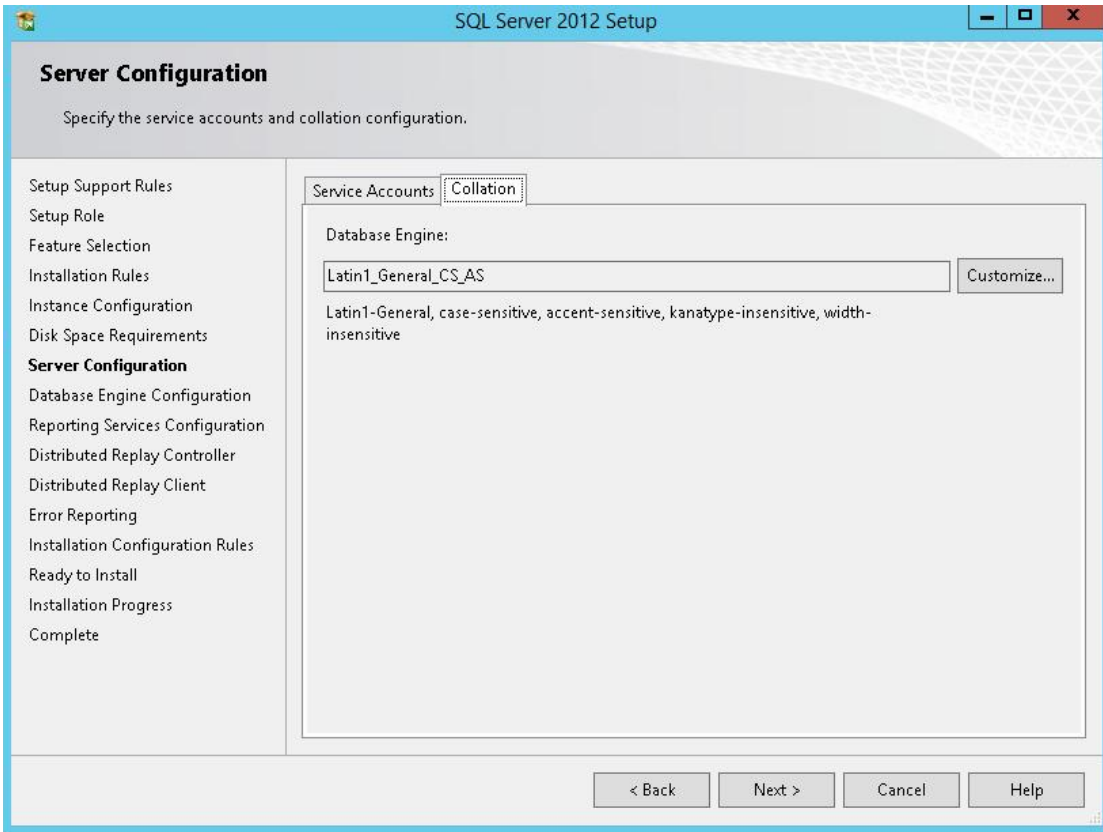 SQL Server 2012 Setup
Server Configuration
Specify the service accounts and collation configuration.
Setup Support Rules
Setup Role
Feature Selection
Installation Rules
Instance Configuration
Disk Space Requirements
Server Configuration
Database Engine Configuration
Reporting Services Configuration
Distributed Replay Controller
Distributed Replay Client
Error Reporting
Installation Configuration Rules
Ready to Install
Installation Progress
Complete
Service Accounts Collation
Database Engine:
Latin1_General_CS_AS Customize...
Latin1-General, case-sensitive, accent-sensitive, kanatype-insensitive, width-
insensitive
< Back Next > Cancel Help